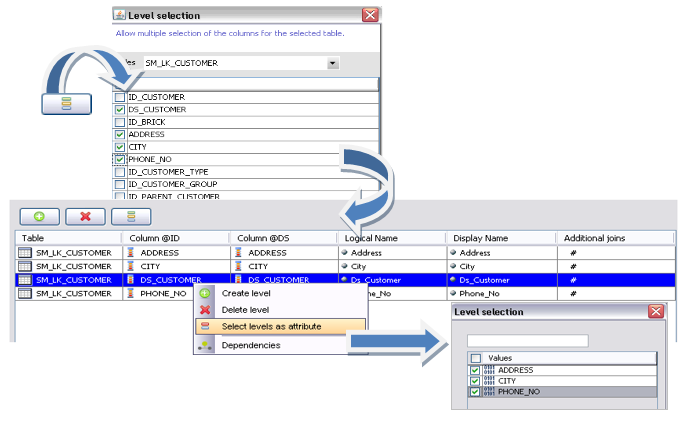 Level selection
Allow multiple selection of the columns for the selected table.
SM_LK_CUSTOMER
ID_CUSTOMER
DS_CUSTOMER
ID_BRICK
ADDRESS
CITY
PHONE_NO
ID_CUSTOMER_TYPE
ID_CUSTOMER_GROUP
ID_PARENT_CUSTOMER
Table Column @ID Column @DS Logical Name Display Name Additional joins
SM_LK_CUSTOMER ADDRESS ADDRESS Address Address #
SM_LK_CUSTOMER CITY CITY City City #
SM_LK_CUSTOMER DS_CUSTOMER DS_CUSTOMER Ds_Customer Ds_Customer #
SM_LK_CUSTOMER PHONE_NO ne_No Phone_No #
Create level
Delete level
Select levels as attribute
Dependencies
Level selection
Values
ADDRESS
CITY
PHONE_NO